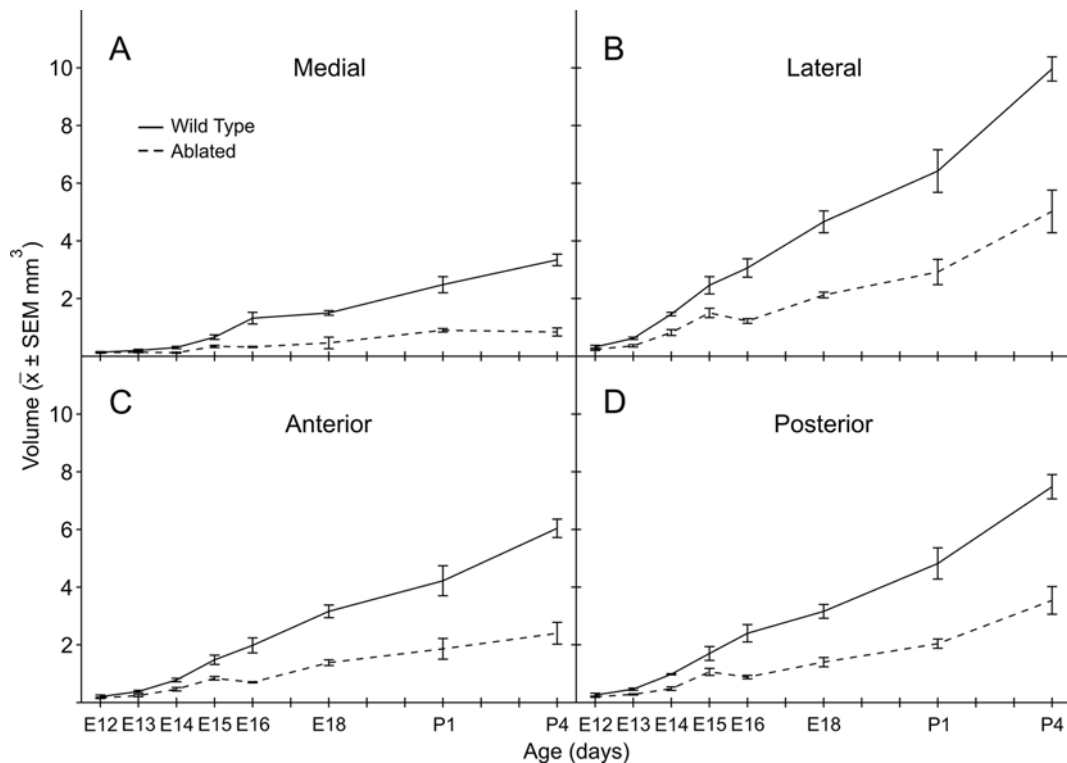 A
Medial
B
Lateral
10
8
6
4
2
Wild Type
Ablated
C
Anterior
D
Posterior
10
8
6
4
2
Volume (x̄ ± SEM mm³)
E12 E13 E14 E15 E16 E18 P1 P4
E12 E13 E14 E15 E16 E18 P1 P4
Age (days)